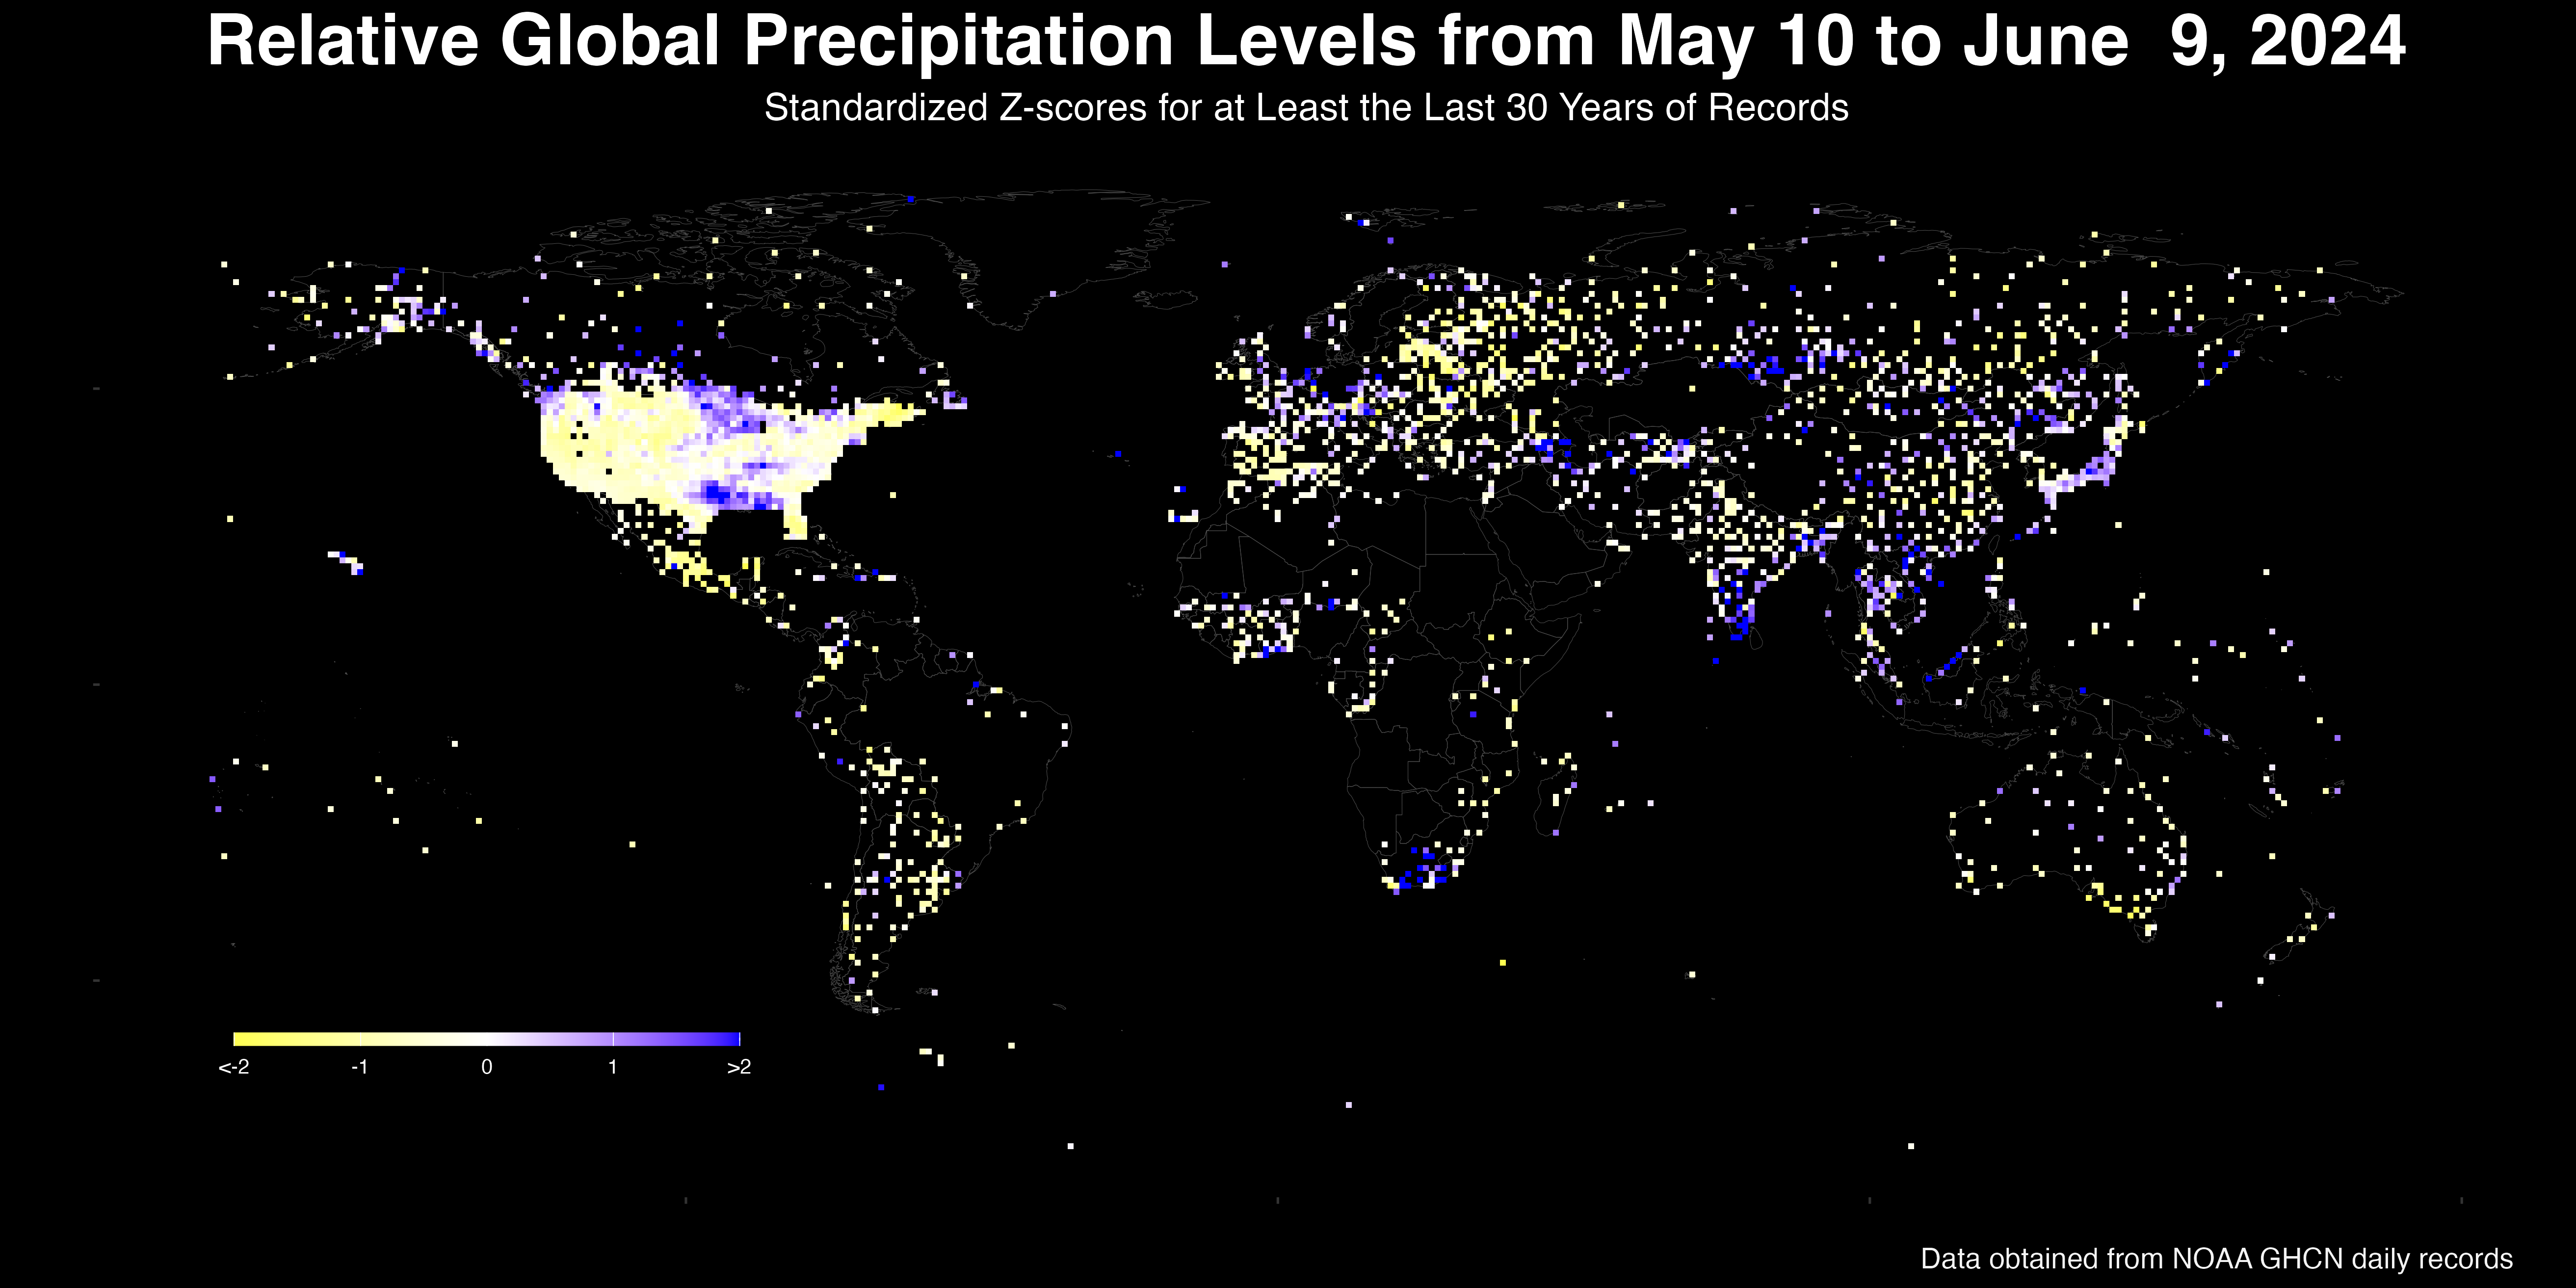 Relative Global Precipitation Levels from May 10 to June  9, 2024
Standardized Z-scores for at Least the Last 30 Years of Records
<-2 -1 0 1 >2
Data obtained from NOAA GHCN daily records